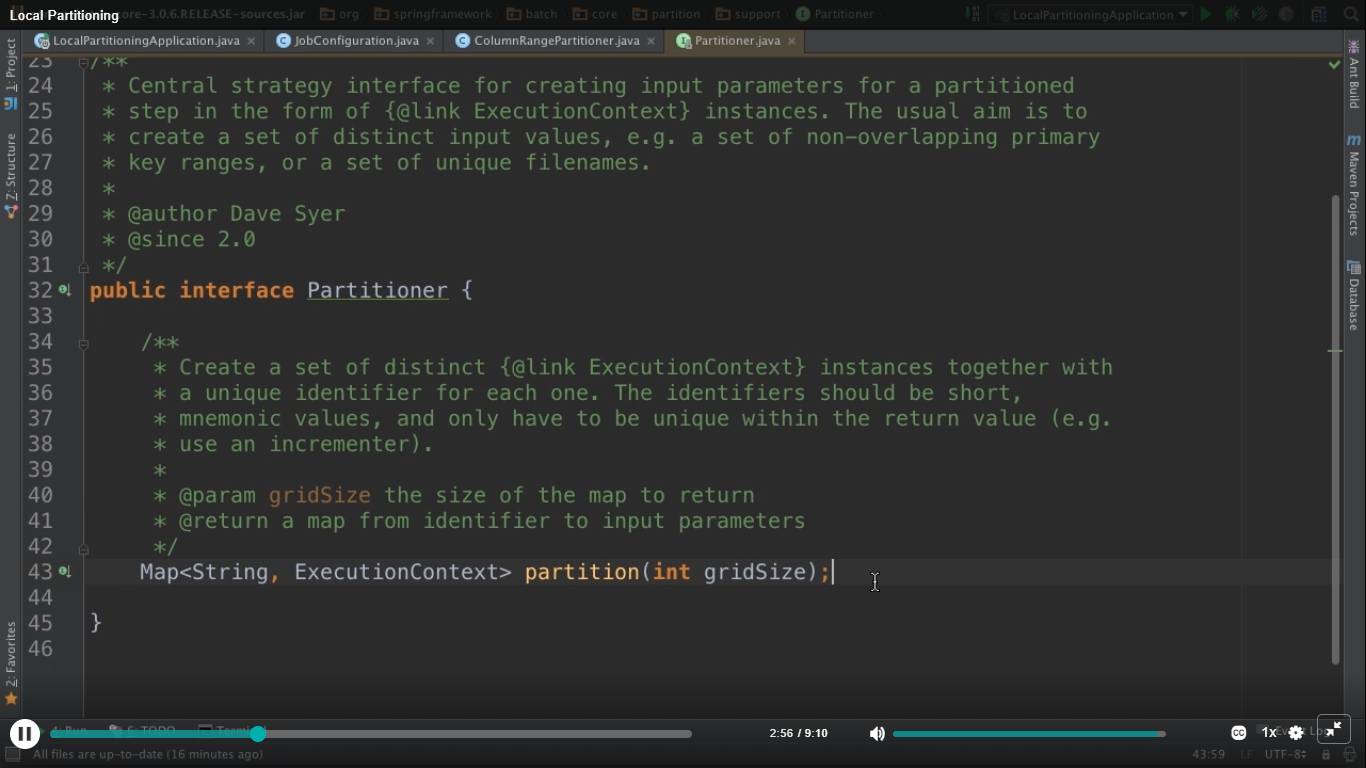 Local Partitioning
core-3.0.6.RELEASE-sources.jar org springframework batch core partition support Partitioner LocalPartitioningApplication
LocalPartitioningApplication.java JobConfiguration.java ColumnRangePartitioner.java Partitioner.java
1: Project
Z: Structure
2: Favorites
23 /**
24 * Central strategy interface for creating input parameters for a partitioned
25 * step in the form of {@link ExecutionContext} instances. The usual aim is to
26 * create a set of distinct input values, e.g. a set of non-overlapping primary
27 * key ranges, or a set of unique filenames.
28 *
29 * @author Dave Syer
30 * @since 2.0
31 */
32 public interface Partitioner {
33
34 /**
35 * Create a set of distinct {@link ExecutionContext} instances together with
36 * a unique identifier for each one. The identifiers should be short,
37 * mnemonic values, and only have to be unique within the return value (e.g.
38 * use an incrementer).
39 *
40 * @param gridSize the size of the map to return
41 * @return a map from identifier to input parameters
42 */
43 Map<String, ExecutionContext> partition(int gridSize);
44
45 }
46
Ant Build
m Maven Projects
Database
4: Run 6: TODO Terminal
2:56 / 9:10 CC 1x Event Log
All files are up-to-date (16 minutes ago) 43:59 LF UTF-8